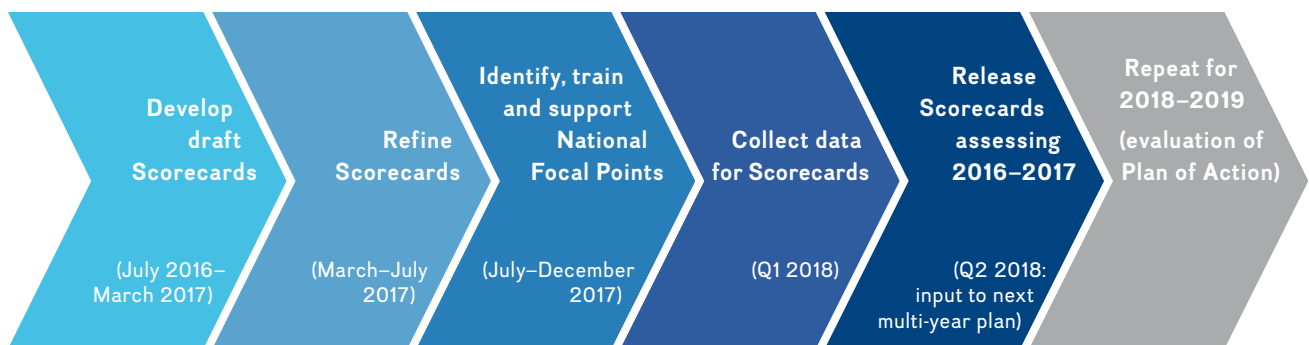 Develop
draft
Scorecards
(July 2016–
March 2017)
Refine
Scorecards
(March–July
2017)
Identify, train
and support
National
Focal Points
(July–December
2017)
Collect data
for Scorecards
(Q1 2018)
Release
Scorecards
assessing
2016–2017
(Q2 2018:
input to next
multi-year plan)
Repeat for
2018–2019
(evaluation of
Plan of Action)